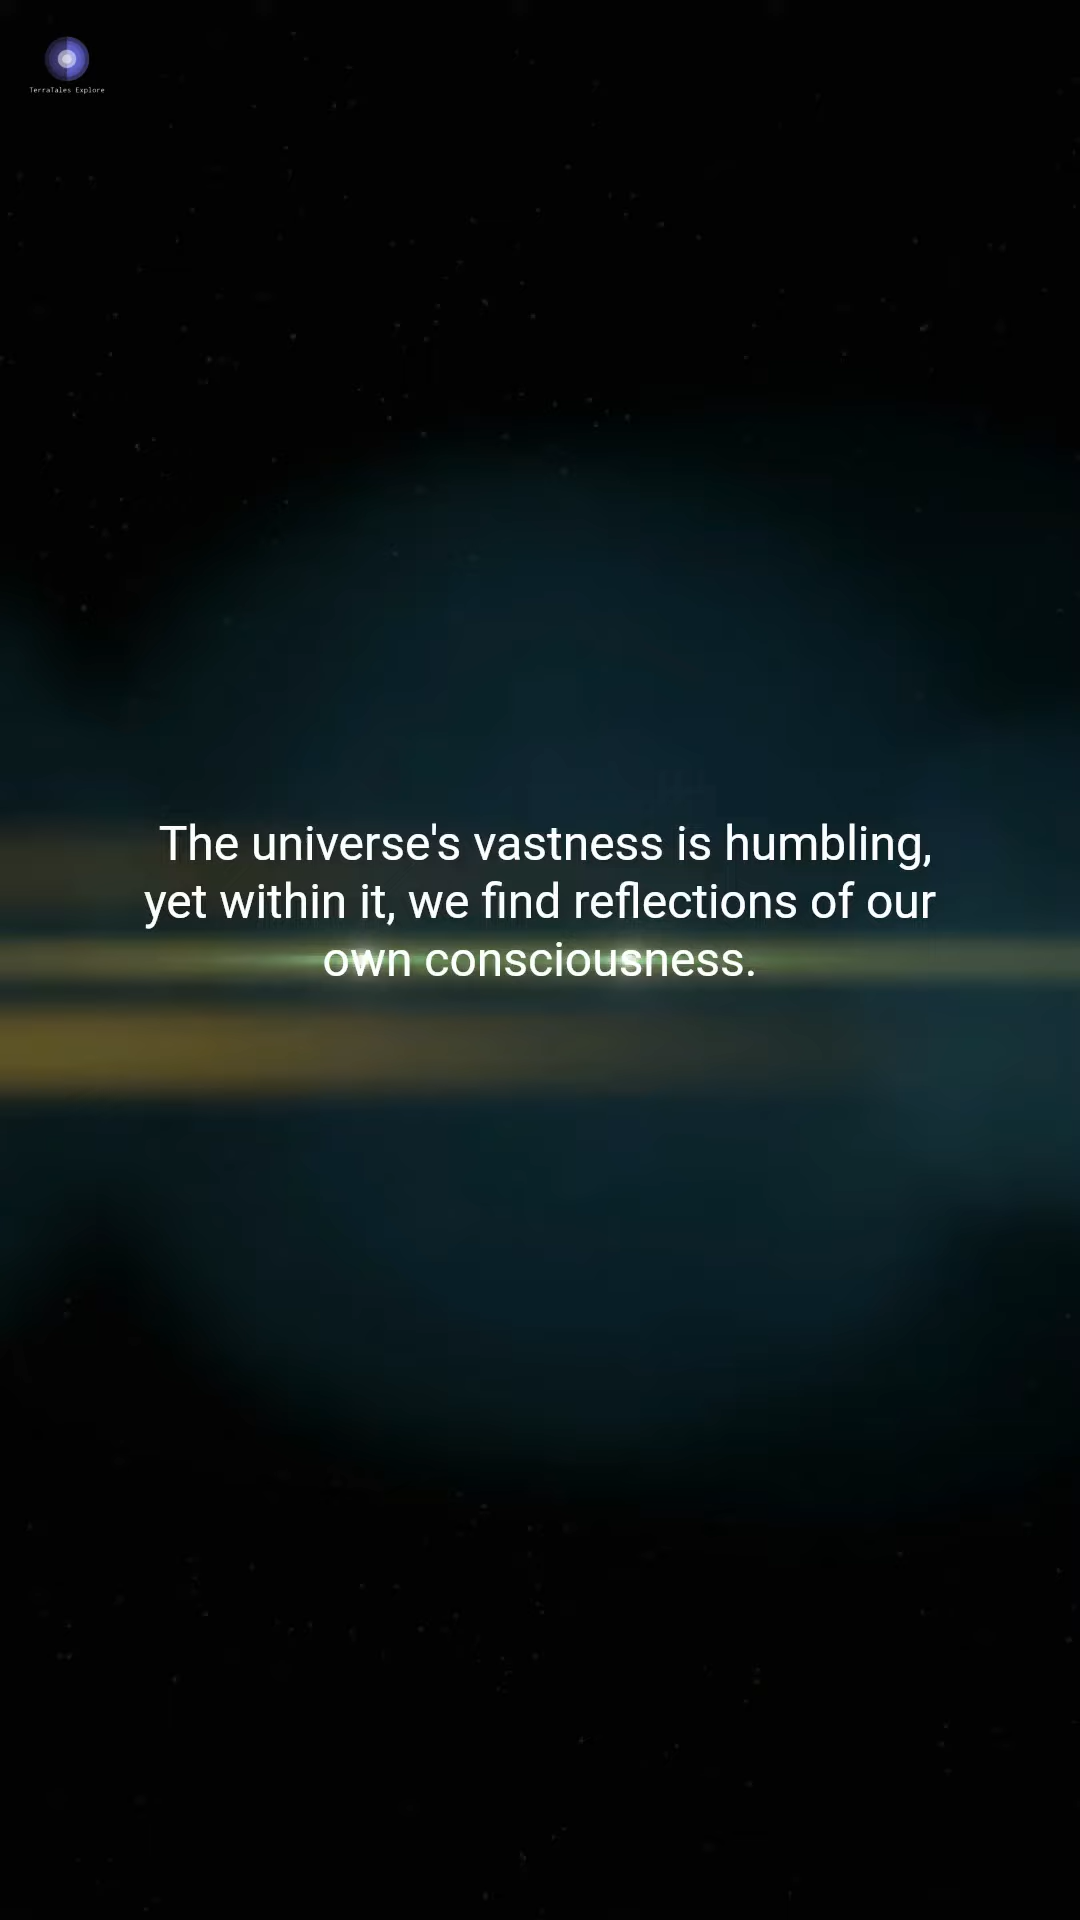 TerraTales Explore
The universe's vastness is humbling,
yet within it, we find reflections of our
own consciousness.